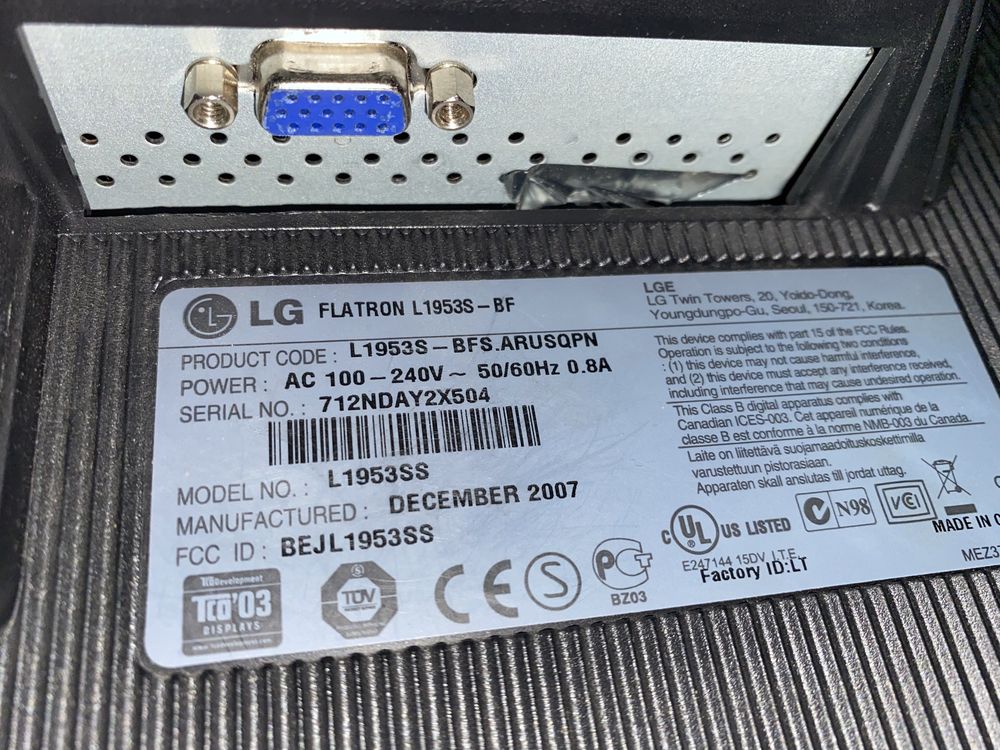 LG FLATRON L1953S-BF
PRODUCT CODE : L1953S-BFS.ARUSQPN
POWER : AC 100-240V ~ 50/60Hz 0.8A
SERIAL NO. : 712NDAY2X504
MODEL NO. : L1953SS
MANUFACTURED : DECEMBER 2007
FCC ID : BEJL1953SS
TCO Development
TCO'03
DISPLAYS
TÜV
CE
S
BZ03
LGE
LG Twin Towers, 20, Yoido-Dong,
Youngdungpo-Gu, Seoul, 150-721, Korea.
This device complies with part 15 of the FCC Rules.
Operation is subject to the following two conditions
: (1) this device may not cause harmful interference,
and (2) this device must accept any interference received,
including interference that may cause undesired operation.
This Class B digital apparatus complies with
Canadian ICES-003. Cet appareil numérique de la
classe B est conforme à la norme NMB-003 du Canada.
Laite on liitettävä suojamaadoituskoskettimilla
varustettuun pistorasiaan.
Apparaten skall anslutas till jordat uttag.
c UL US LISTED
N98
VCI
E247144 15DV I.T.E.
Factory ID:LT
MADE IN
MEZ3